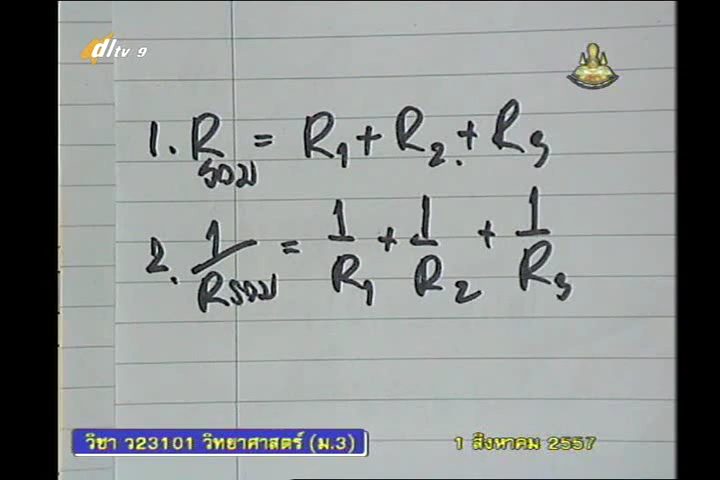 dltv 9
1. Rรวม = R1 + R2 + R3
2. 1/Rรวม = 1/R1 + 1/R2 + 1/R3
วิชา ว23101 วิทยาศาสตร์ (ม.3)
1 สิงหาคม 2557